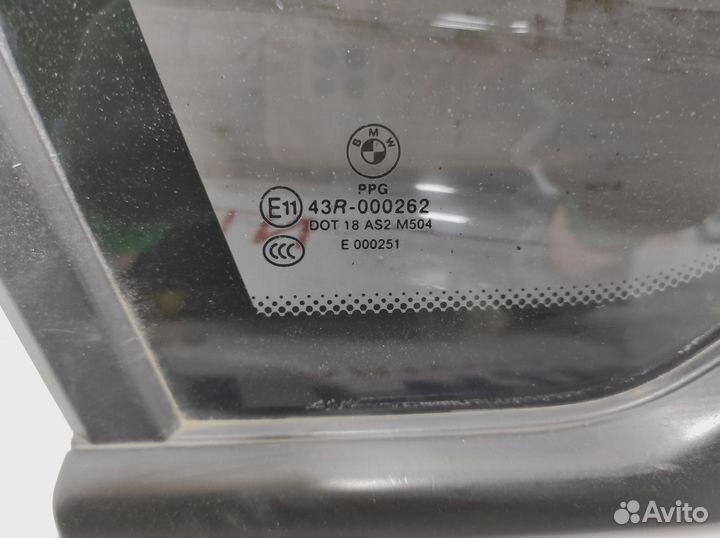 BMW
PPG
E11 43R-000262
DOT 18 AS2 M504
CCC E 000251
Avito